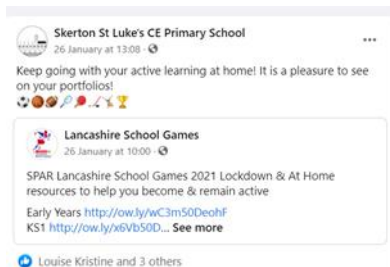 Skerton St Luke's CE Primary School
26 January at 13:08 ·
Keep going with your active learning at home! It is a pleasure to see
on your portfolios!
Lancashire School Games
26 January at 10:00 ·
SPAR Lancashire School Games 2021 Lockdown & At Home
resources to help you become & remain active
Early Years http://ow.ly/wC3m50DeohF
KS1 http://ow.ly/x6Vb50D... See more
Louise Kristine and 3 others